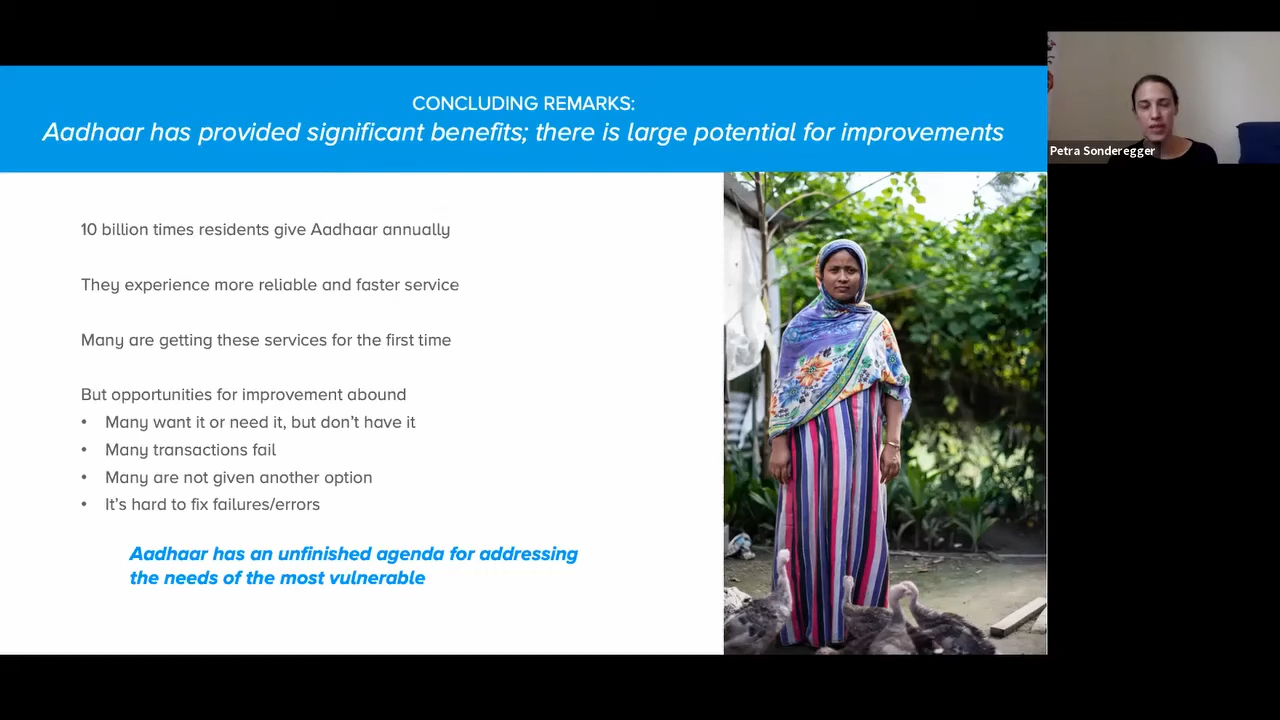 CONCLUDING REMARKS:
Aadhaar has provided significant benefits; there is large potential for improvements
Petra Sonderegger
10 billion times residents give Aadhaar annually
They experience more reliable and faster service
Many are getting these services for the first time
But opportunities for improvement abound
• Many want it or need it, but don’t have it
• Many transactions fail
• Many are not given another option
• It’s hard to fix failures/errors
Aadhaar has an unfinished agenda for addressing
the needs of the most vulnerable